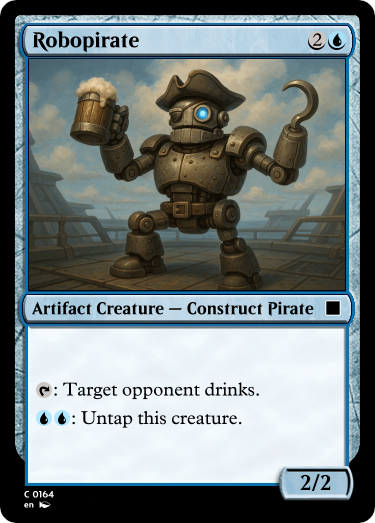 Robopirate 2
Artifact Creature — Construct Pirate
: Target opponent drinks.
: Untap this creature.
2/2
C 0164
en